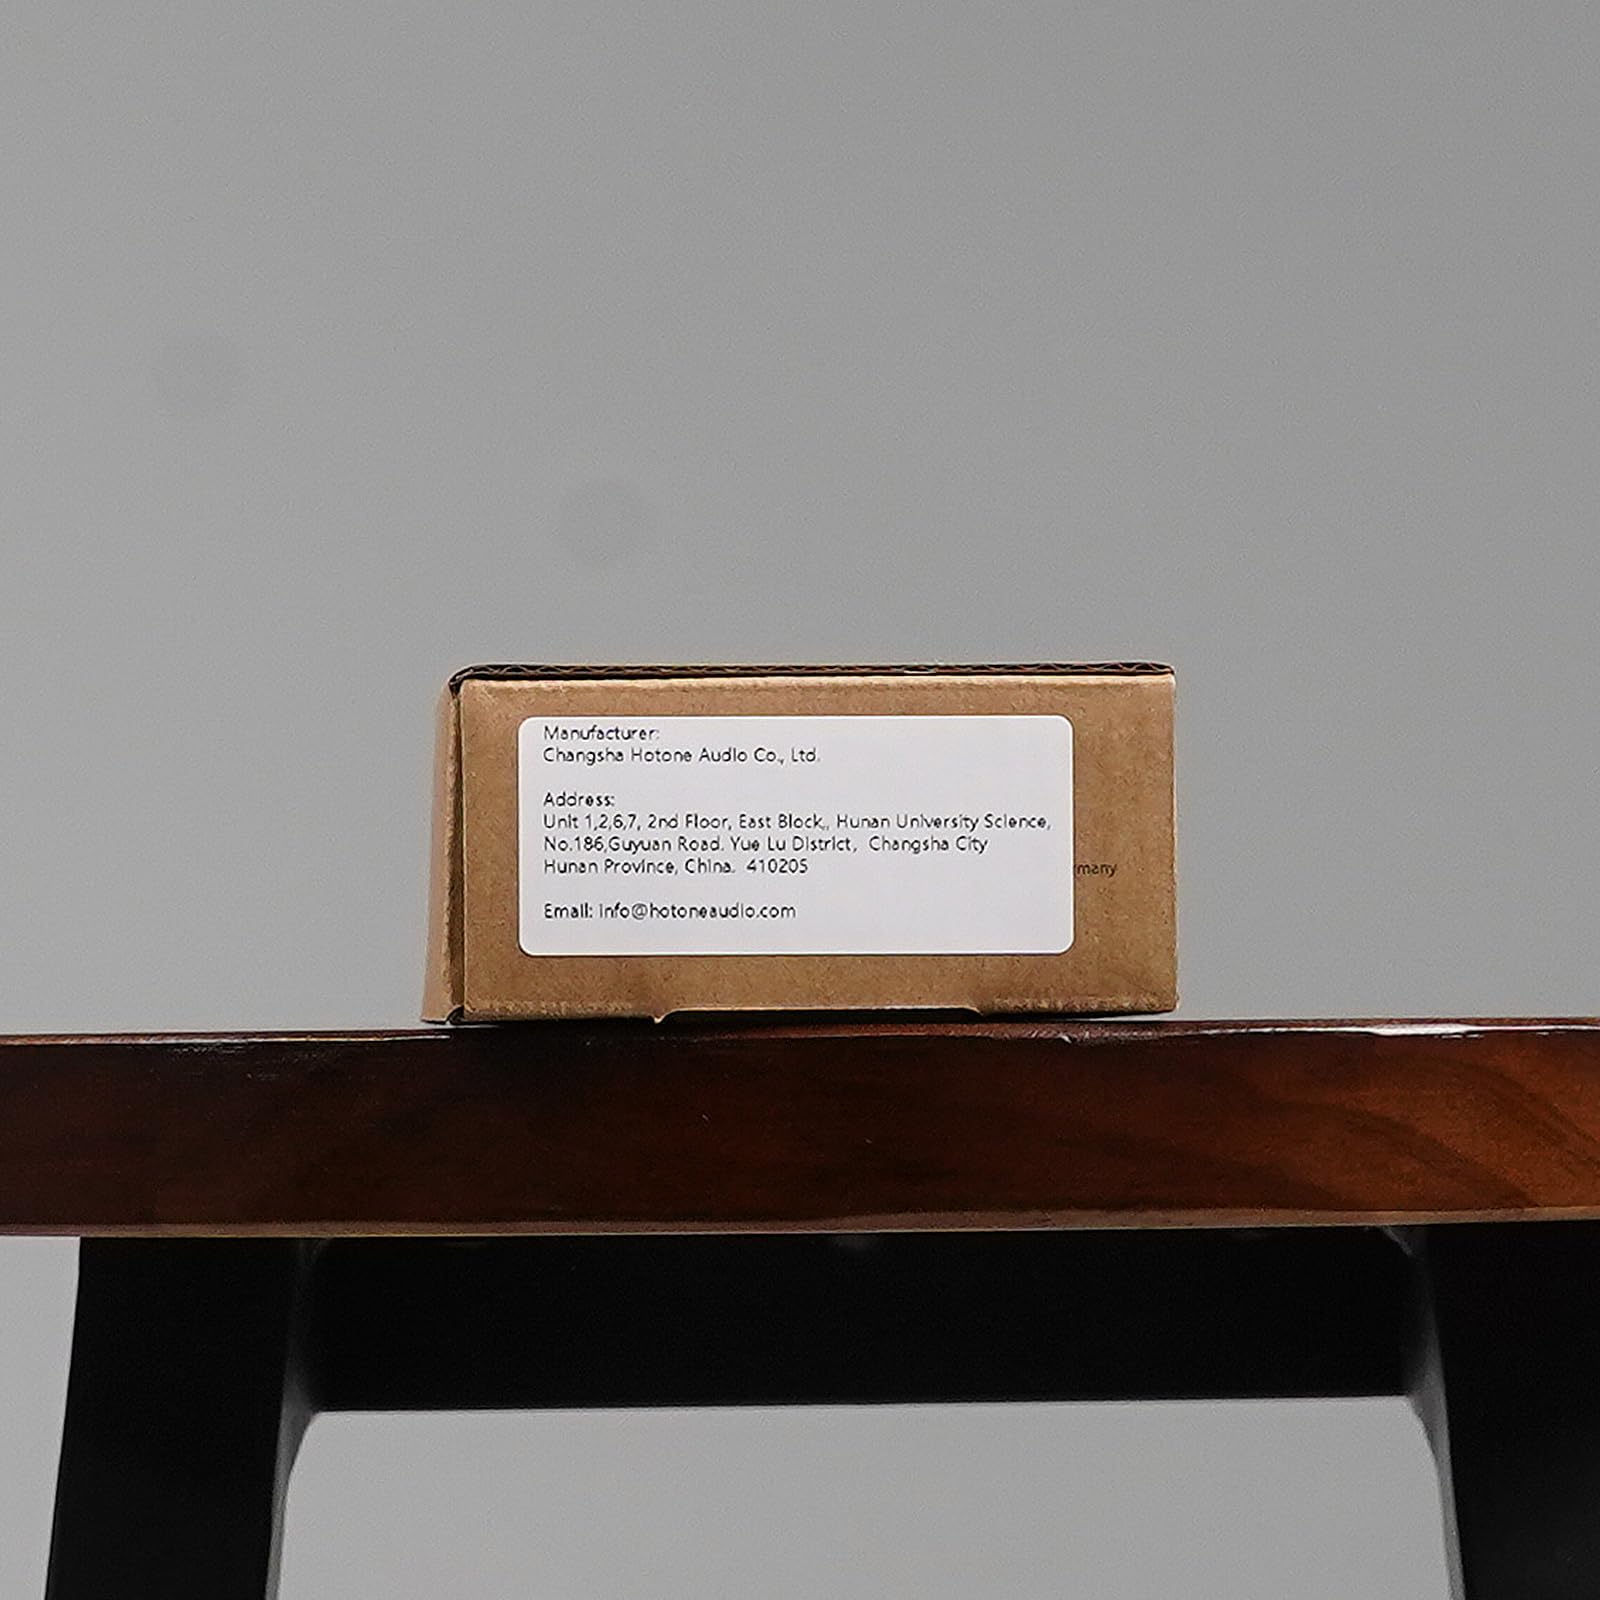 Manufacturer:
Changsha Hotone Audio Co., Ltd.
Address:
Unit 1,2,6,7, 2nd Floor, East Block,, Hunan University Science,
No.186,Guyuan Road. Yue Lu District, Changsha City
Hunan Province, China. 410205
many
Email: info@hotoneaudio.com